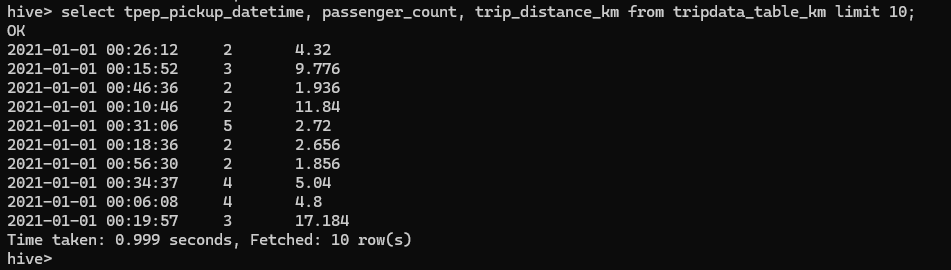 hive> select tpep_pickup_datetime, passenger_count, trip_distance_km from tripdata_table_km limit 10;
OK
2021-01-01 00:26:12 2 4.32
2021-01-01 00:15:52 3 9.776
2021-01-01 00:46:36 2 1.936
2021-01-01 00:10:46 2 11.84
2021-01-01 00:31:06 5 2.72
2021-01-01 00:18:36 2 2.656
2021-01-01 00:56:30 2 1.856
2021-01-01 00:34:37 4 5.04
2021-01-01 00:06:08 4 4.8
2021-01-01 00:19:57 3 17.184
Time taken: 0.999 seconds, Fetched: 10 row(s)
hive>